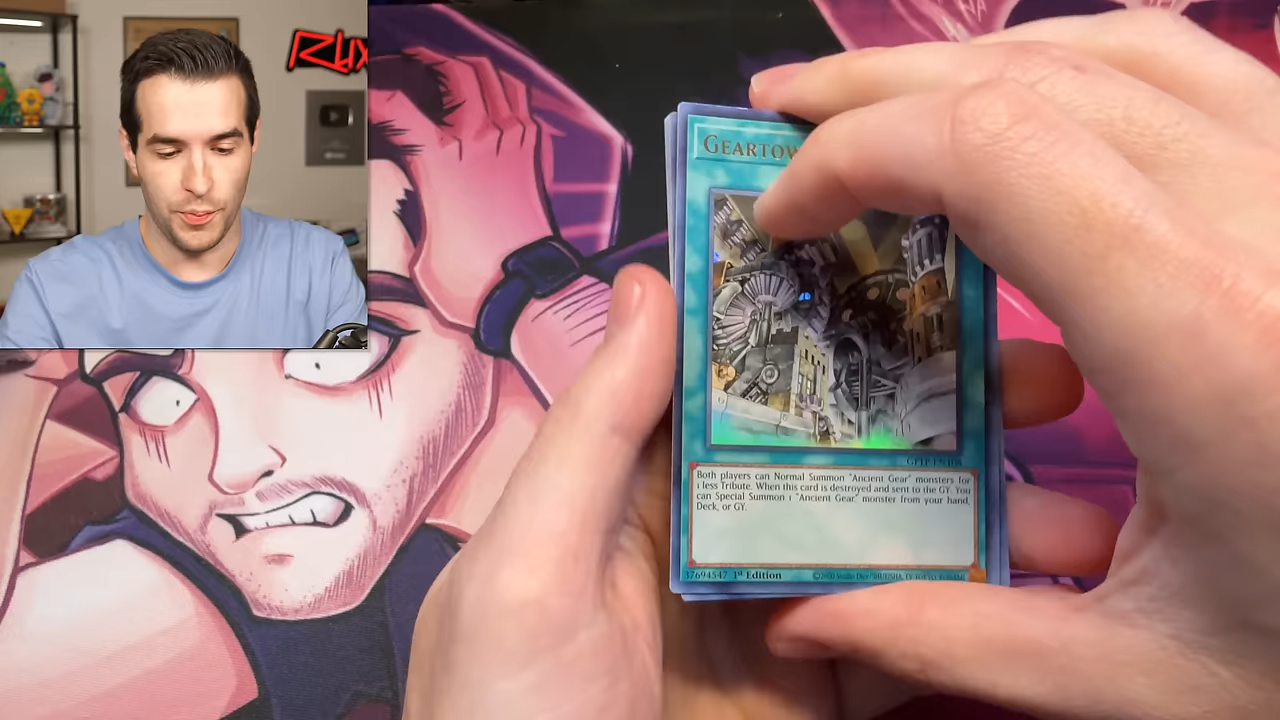 GEARTOW
Both players can Normal Summon "Ancient Gear" monsters for
1 less Tribute. When this card is destroyed and sent to the GY: You
can Special Summon 1 "Ancient Gear" monster from your hand,
Deck, or GY.
37694547 1st Edition